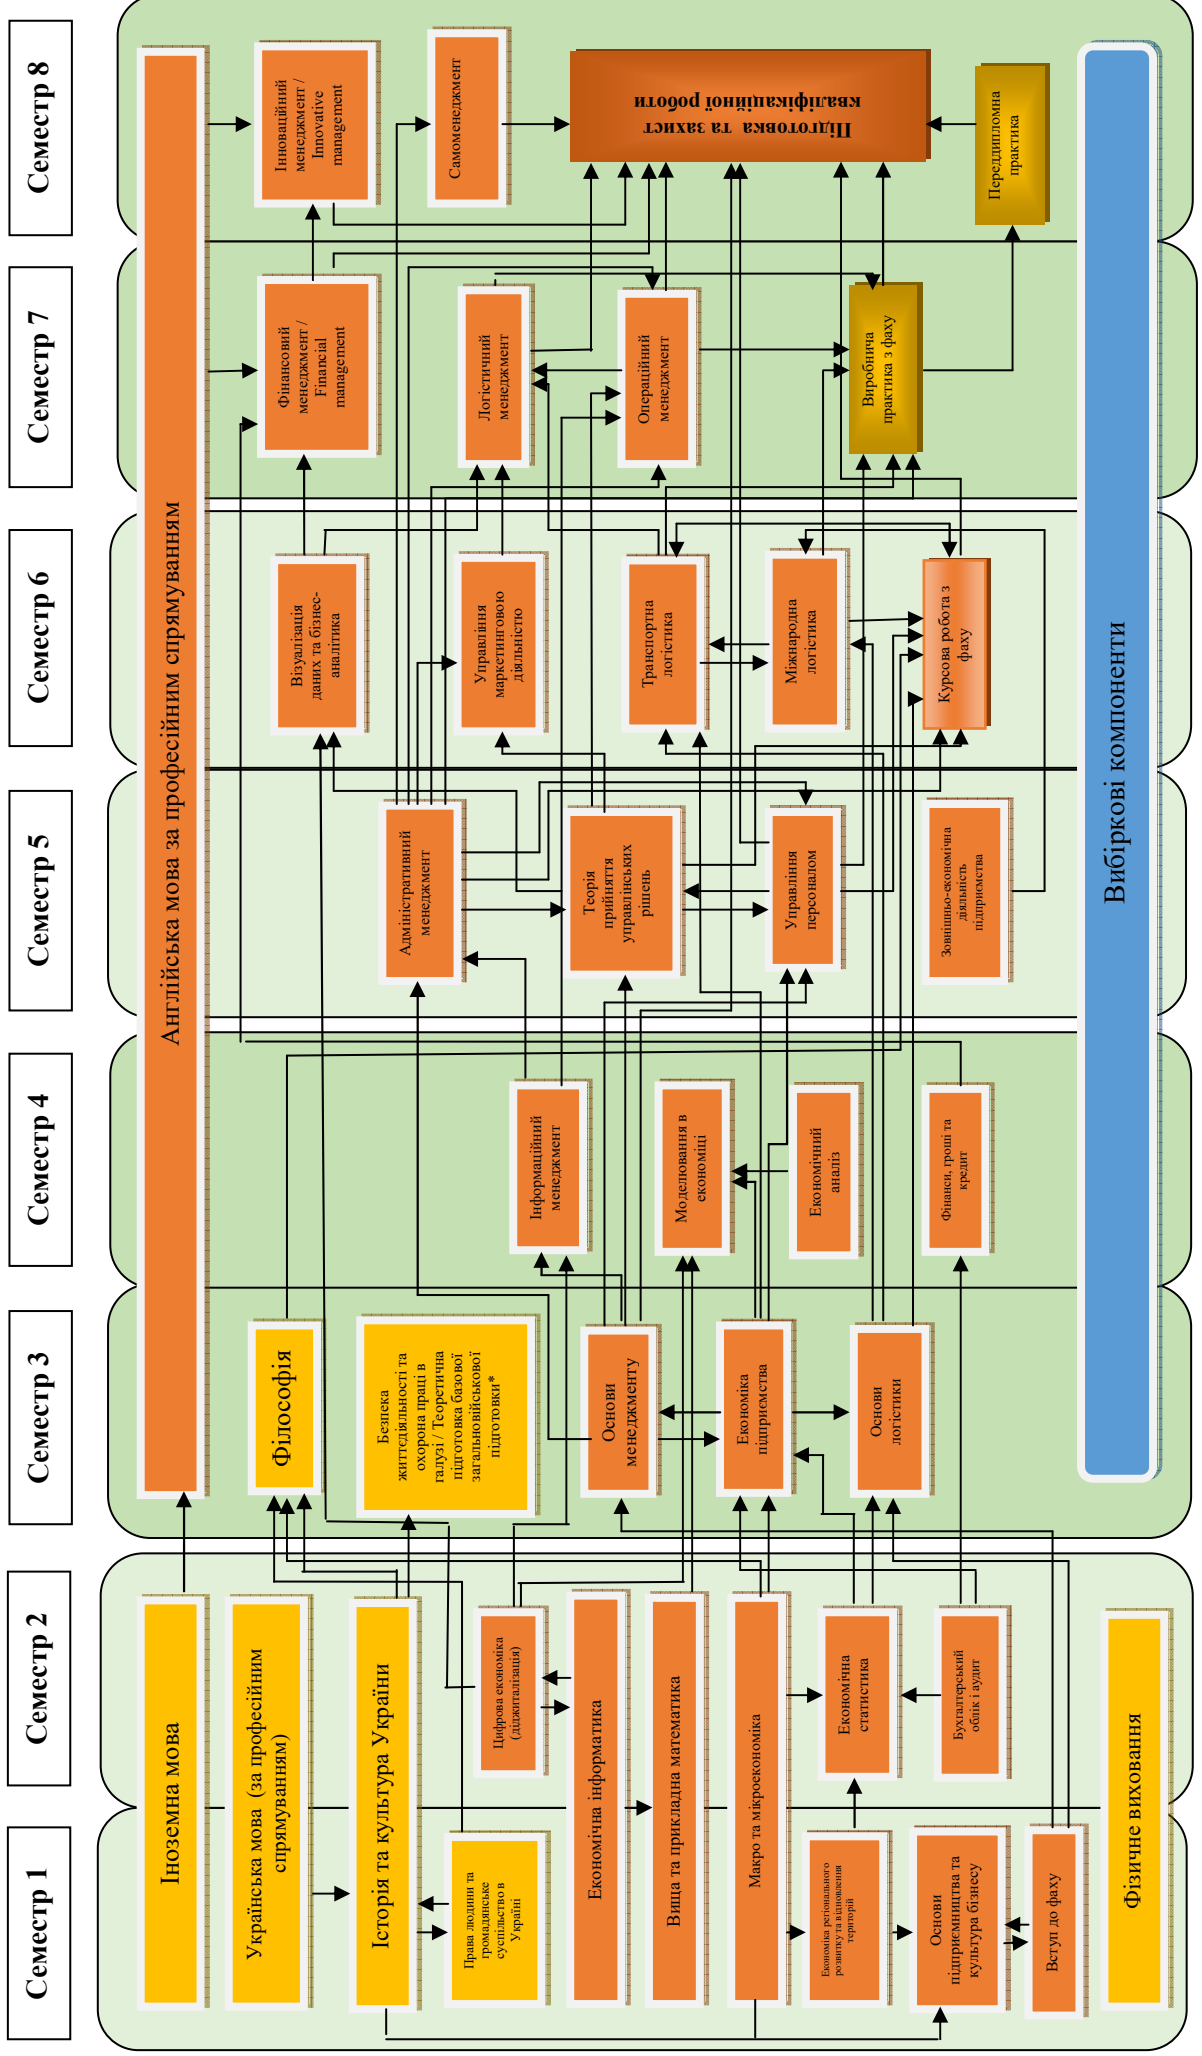 Семестр 1
Семестр 2
Семестр 3
Семестр 4
Семестр 5
Семестр 6
Семестр 7
Семестр 8
Іноземна мова
Українська мова (за професійним
спрямуванням)
Історія та культура України
Права людини та
громадянське
суспільство в
Україні
Цифрова економіка
(діджиталізація)
Економічна інформатика
Вища та прикладна математика
Макро та мікроекономіка
Економіка регіонального
розвитку та відновлення
територій
Економічна
статистика
Основи
підприємництва та
культура бізнесу
Бухгалтерський
облік і аудит
Вступ до фаху
Фізичне виховання
Англійська мова за професійним спрямуванням
Філософія
Безпека
життєдіяльності та
охорона праці в
галузі / Теоретична
підготовка базової
загальновійськової
підготовки*
Основи
менеджменту
Економіка
підприємства
Основи
логістики
Інформаційний
менеджмент
Моделювання в
економіці
Економічний
аналіз
Фінанси, гроші та
кредит
Адміністративний
менеджмент
Теорія
прийняття
управлінських
рішень
Управління
персоналом
Зовнішньо-економічна
діяльність
підприємства
Візуалізація
даних та бізнес-
аналітика
Управління
маркетинговою
діяльністю
Транспортна
логістика
Міжнародна
логістика
Курсова робота з
фаху
Фінансовий
менеджмент /
Financial
management
Логістичний
менеджмент
Операційний
менеджмент
Виробнича
практика з фаху
Інноваційний
менеджмент /
Innovative
management
Самоменеджмент
Підготовка та захист
кваліфікаційної роботи
Переддипломна
практика
Вибіркові компоненти